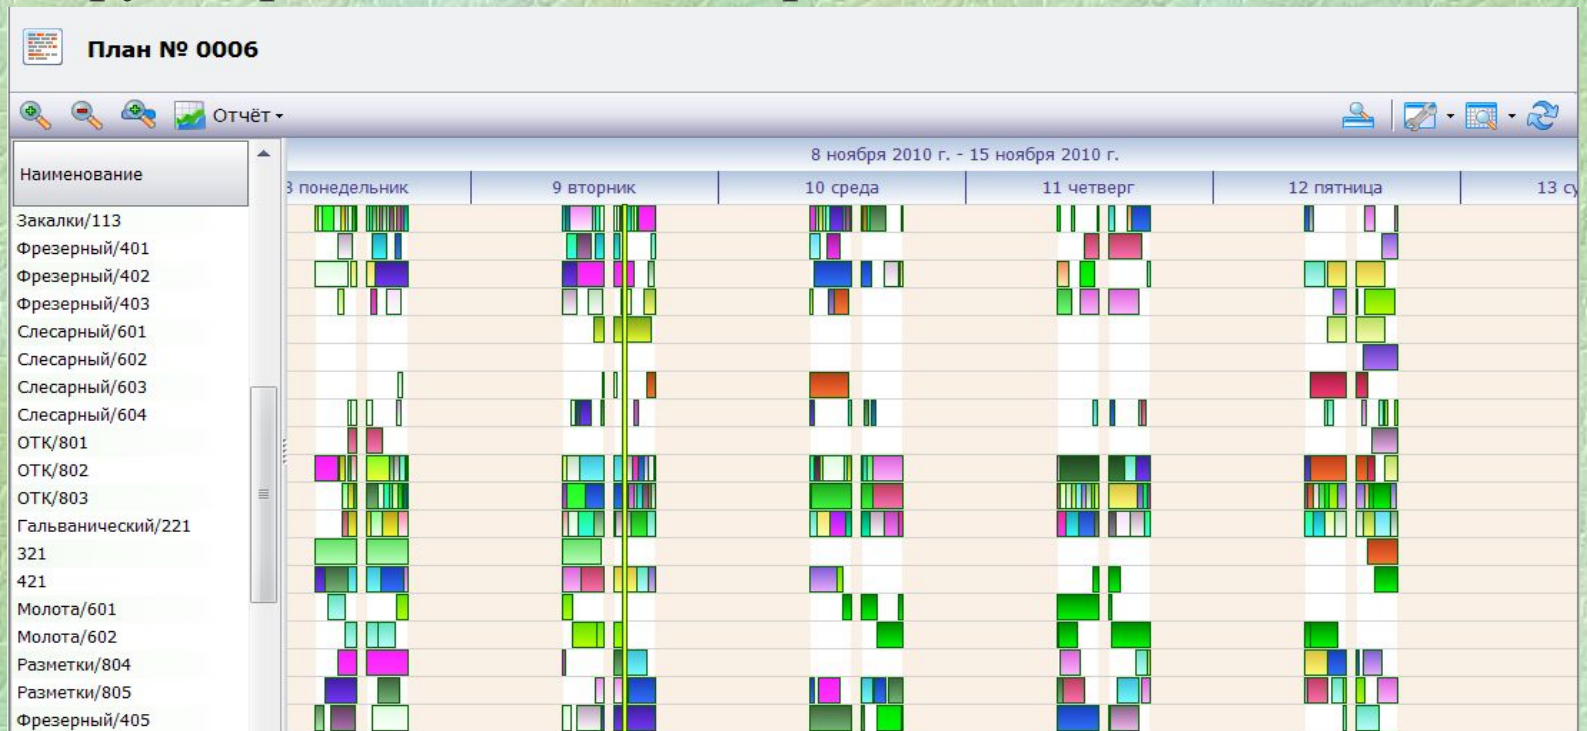 План № 0006
Отчёт
Наименование
8 ноября 2010 г. - 15 ноября 2010 г.
понедельник 9 вторник 10 среда 11 четверг 12 пятница 13
Закалки/113
Фрезерный/401
Фрезерный/402
Фрезерный/403
Слесарный/601
Слесарный/602
Слесарный/603
Слесарный/604
ОТК/801
ОТК/802
ОТК/803
Гальванический/221
321
421
Молота/601
Молота/602
Разметки/804
Разметки/805
Фрезерный/405